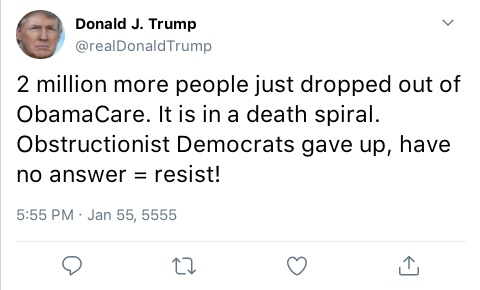 Donald J. Trump
@realDonaldTrump
2 million more people just dropped out of
ObamaCare. It is in a death spiral.
Obstructionist Democrats gave up, have
no answer = resist!
5:55 PM · Jan 55, 5555